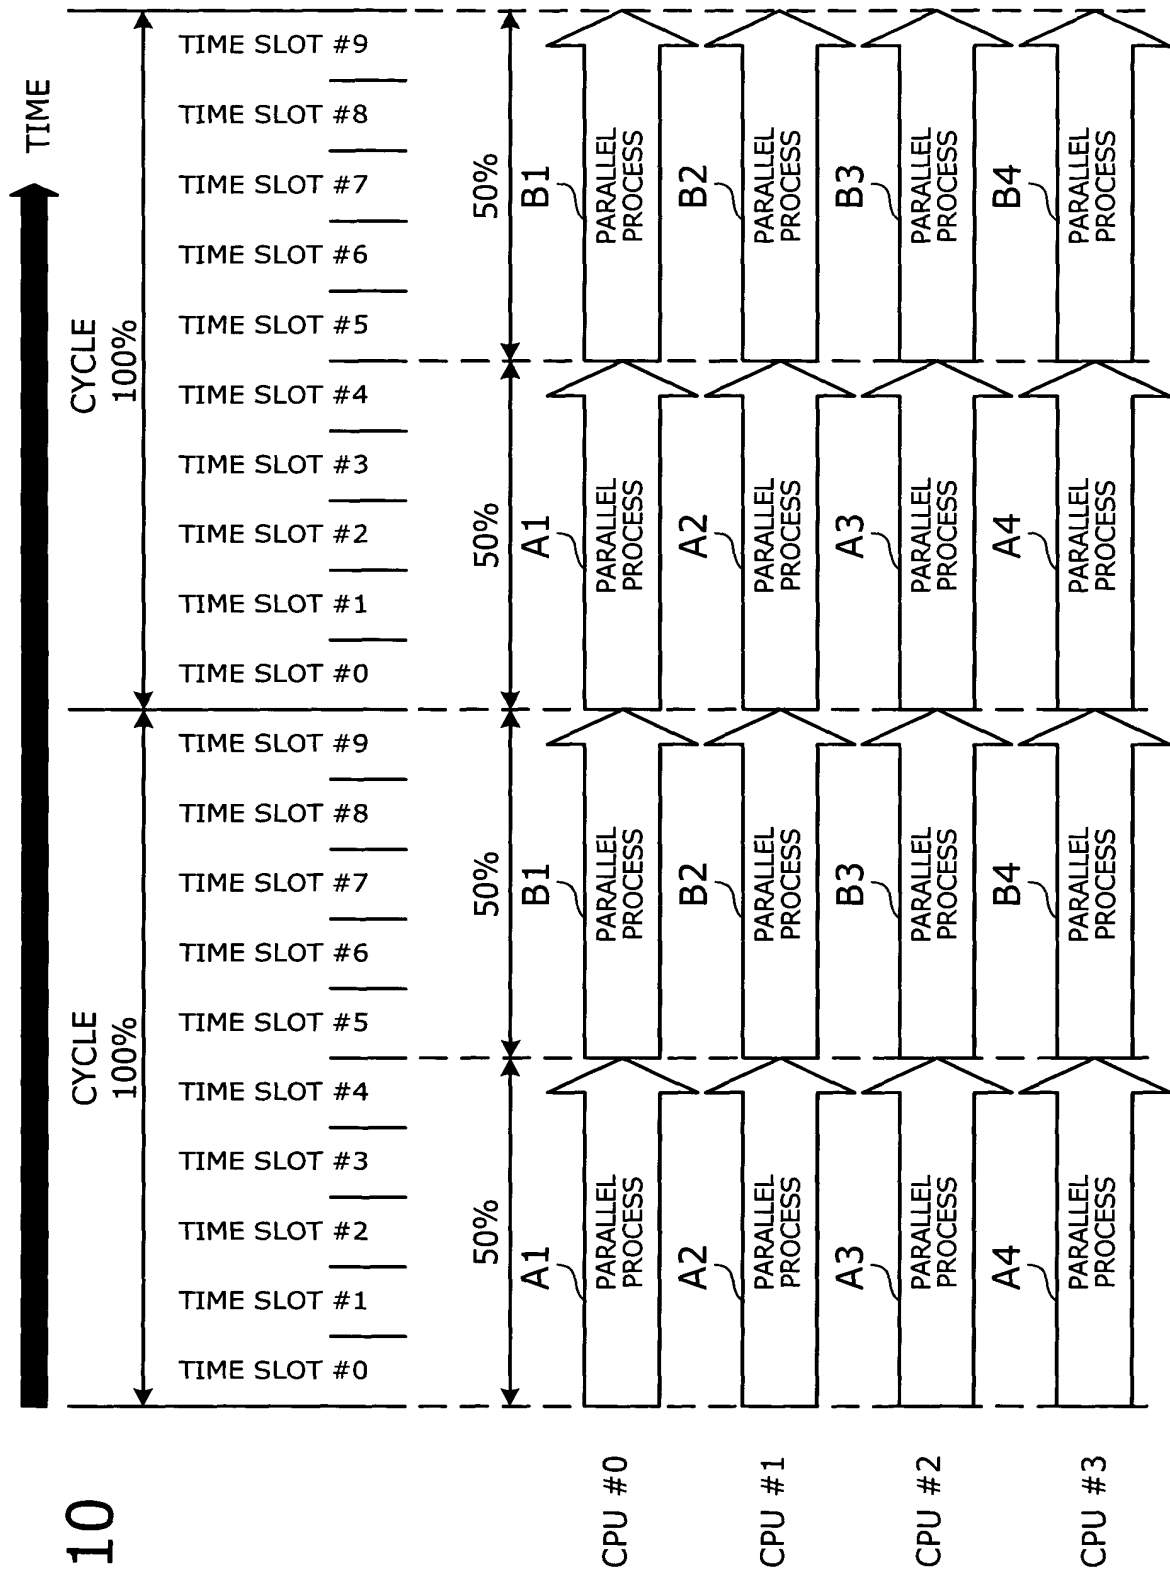 10
TIME
CYCLE
100%
CYCLE
100%
TIME SLOT #0
TIME SLOT #1
TIME SLOT #2
TIME SLOT #3
TIME SLOT #4
TIME SLOT #5
TIME SLOT #6
TIME SLOT #7
TIME SLOT #8
TIME SLOT #9
TIME SLOT #0
TIME SLOT #1
TIME SLOT #2
TIME SLOT #3
TIME SLOT #4
TIME SLOT #5
TIME SLOT #6
TIME SLOT #7
TIME SLOT #8
TIME SLOT #9
50%
50%
50%
50%
CPU #0
A1
PARALLEL
PROCESS
B1
PARALLEL
PROCESS
A1
PARALLEL
PROCESS
B1
PARALLEL
PROCESS
CPU #1
A2
PARALLEL
PROCESS
B2
PARALLEL
PROCESS
A2
PARALLEL
PROCESS
B2
PARALLEL
PROCESS
CPU #2
A3
PARALLEL
PROCESS
B3
PARALLEL
PROCESS
A3
PARALLEL
PROCESS
B3
PARALLEL
PROCESS
CPU #3
A4
PARALLEL
PROCESS
B4
PARALLEL
PROCESS
A4
PARALLEL
PROCESS
B4
PARALLEL
PROCESS